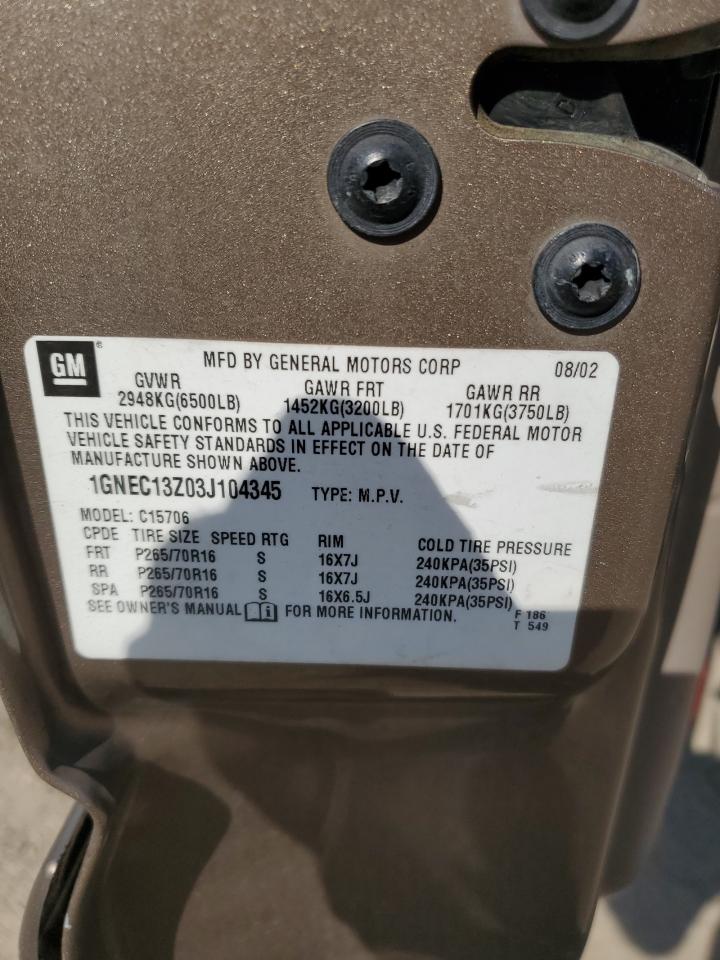 GM ®
MFD BY GENERAL MOTORS CORP 08/02
GVWR GAWR FRT GAWR RR
2948KG(6500LB) 1452KG(3200LB) 1701KG(3750LB)
THIS VEHICLE CONFORMS TO ALL APPLICABLE U.S. FEDERAL MOTOR
VEHICLE SAFETY STANDARDS IN EFFECT ON THE DATE OF
MANUFACTURE SHOWN ABOVE.
1GNEC13Z03J104345 TYPE: M.P.V.
MODEL: C15706
CPDE TIRE SIZE SPEED RTG RIM COLD TIRE PRESSURE
FRT P265/70R16 S 16X7J 240KPA(35PSI)
RR P265/70R16 S 16X7J 240KPA(35PSI)
SPA P265/70R16 S 16X6.5J 240KPA(35PSI)
SEE OWNER'S MANUAL i FOR MORE INFORMATION. F 186
T 549